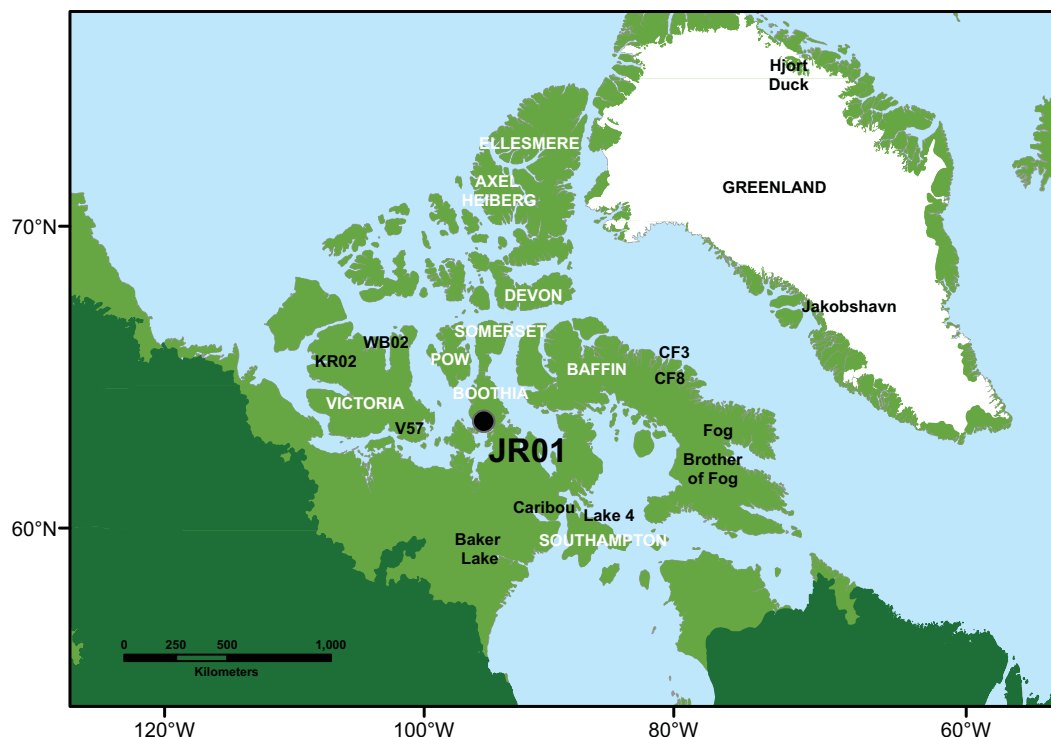 Hjort
Duck
ELLESMERE
AXEL
HEIBERG
GREENLAND
70°N
DEVON
Jakobshavn
SOMERSET
WB02
CF3
KR02
POW
BAFFIN
CF8
BOOTHIA
VICTORIA
V57
Fog
JR01
Brother
of Fog
Caribou
Lake 4
60°N
Baker
Lake
SOUTHAMPTON
0 250 500 1,000
Kilometers
120°W 100°W 80°W 60°W